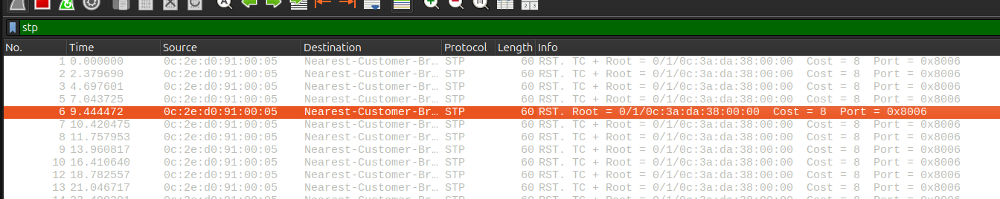 stp
No. Time Source Destination Protocol Length Info
1 0.000000 0c:2e:d0:91:00:05 Nearest-Customer-Br… STP 60 RST. TC + Root = 0/1/0c:3a:da:38:00:00 Cost = 8 Port = 0x8006
2 2.379690 0c:2e:d0:91:00:05 Nearest-Customer-Br… STP 60 RST. TC + Root = 0/1/0c:3a:da:38:00:00 Cost = 8 Port = 0x8006
3 4.697601 0c:2e:d0:91:00:05 Nearest-Customer-Br… STP 60 RST. TC + Root = 0/1/0c:3a:da:38:00:00 Cost = 8 Port = 0x8006
5 7.043725 0c:2e:d0:91:00:05 Nearest-Customer-Br… STP 60 RST. TC + Root = 0/1/0c:3a:da:38:00:00 Cost = 8 Port = 0x8006
6 9.444472 0c:2e:d0:91:00:05 Nearest-Customer-Br… STP 60 RST. Root = 0/1/0c:3a:da:38:00:00 Cost = 8 Port = 0x8006
7 10.420475 0c:2e:d0:91:00:05 Nearest-Customer-Br… STP 60 RST. TC + Root = 0/1/0c:3a:da:38:00:00 Cost = 8 Port = 0x8006
8 11.757953 0c:2e:d0:91:00:05 Nearest-Customer-Br… STP 60 RST. TC + Root = 0/1/0c:3a:da:38:00:00 Cost = 8 Port = 0x8006
9 13.960817 0c:2e:d0:91:00:05 Nearest-Customer-Br… STP 60 RST. TC + Root = 0/1/0c:3a:da:38:00:00 Cost = 8 Port = 0x8006
10 16.410640 0c:2e:d0:91:00:05 Nearest-Customer-Br… STP 60 RST. TC + Root = 0/1/0c:3a:da:38:00:00 Cost = 8 Port = 0x8006
12 18.782557 0c:2e:d0:91:00:05 Nearest-Customer-Br… STP 60 RST. TC + Root = 0/1/0c:3a:da:38:00:00 Cost = 8 Port = 0x8006
13 21.046717 0c:2e:d0:91:00:05 Nearest-Customer-Br… STP 60 RST. TC + Root = 0/1/0c:3a:da:38:00:00 Cost = 8 Port = 0x8006